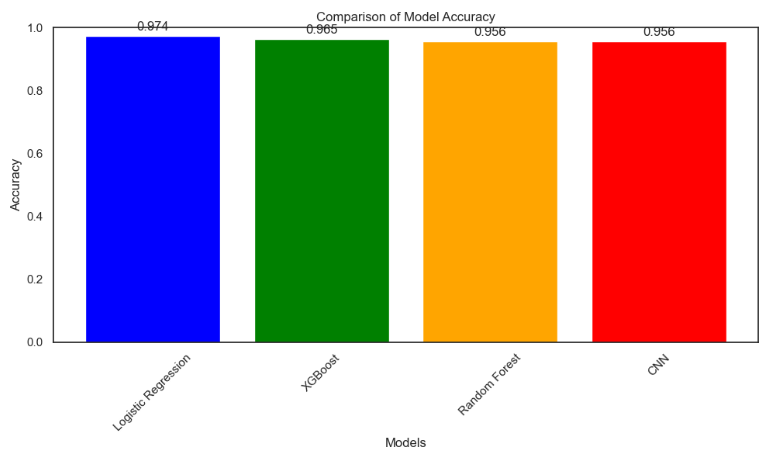 Comparison of Model Accuracy
0.974 0.965 0.956 0.956
1.0
0.8
0.6
0.4
0.2
0.0
Accuracy
Logistic Regression
XGBoost
Random Forest
CNN
Models